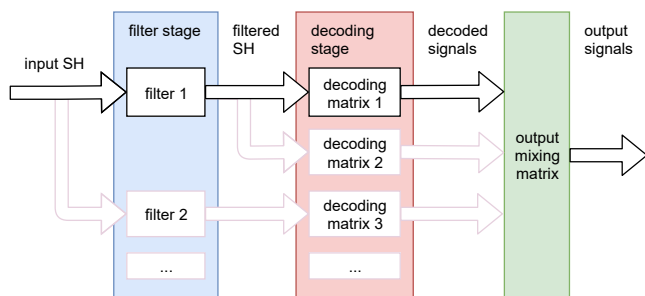 filter stage
filtered
SH
decoding
stage
decoded
signals
output
signals
input SH
filter 1
decoding
matrix 1
decoding
matrix 2
output
mixing
matrix
filter 2
decoding
matrix 3
...
...